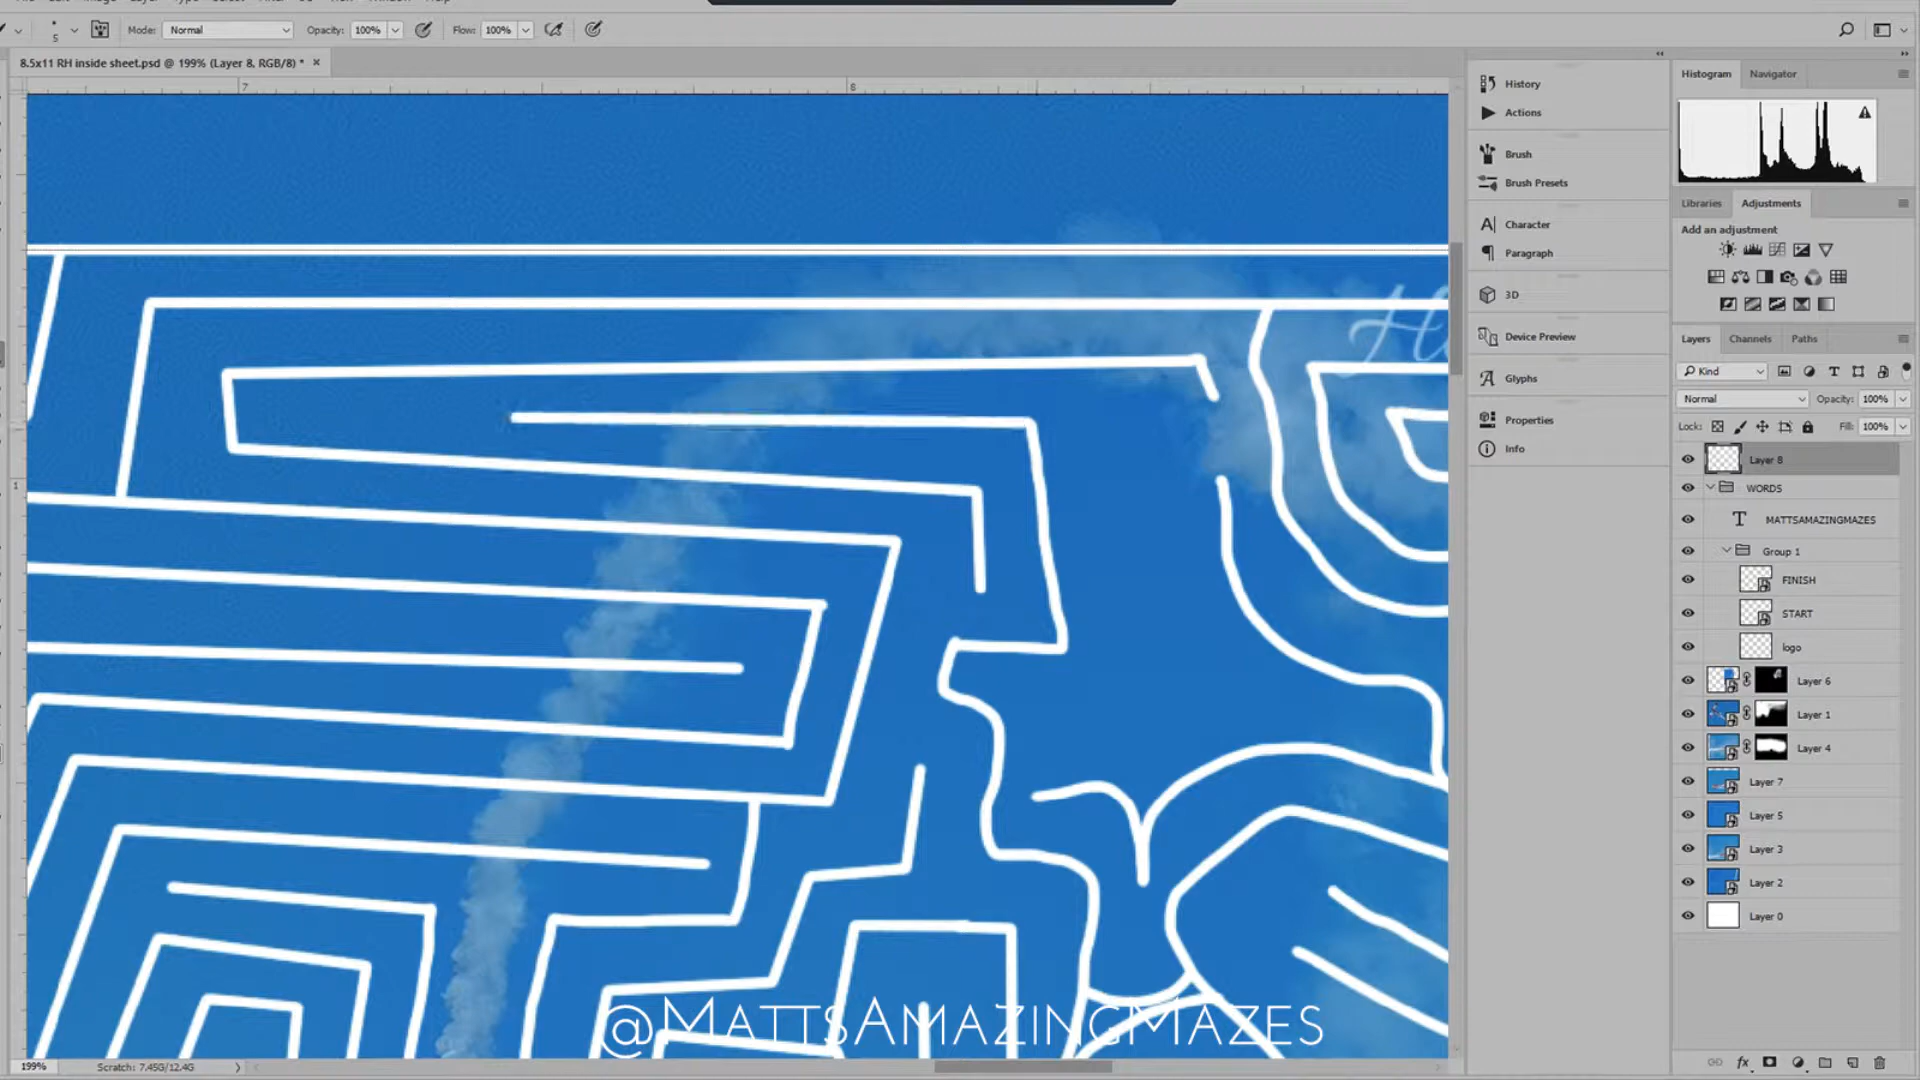 5
Mode: Normal
Opacity: 100%
Flow: 100%
8.5x11 RH inside sheet.psd @ 199% (Layer 8, RGB/8) *
7
8
1
History
Actions
Brush
Brush Presets
Character
Paragraph
3D
Device Preview
Glyphs
Properties
Info
Histogram
Navigator
Libraries
Adjustments
Add an adjustment
Layers
Channels
Paths
Kind
Normal
Opacity: 100%
Lock:
Fill: 100%
Layer 8
WORDS
MATTSAMAZINGMAZES
Group 1
FINISH
START
logo
Layer 6
Layer 1
Layer 4
Layer 7
Layer 5
Layer 3
Layer 2
Layer 0
@MATTSAMAZINGMAZES
199%
Scratch: 7.45G/12.4G